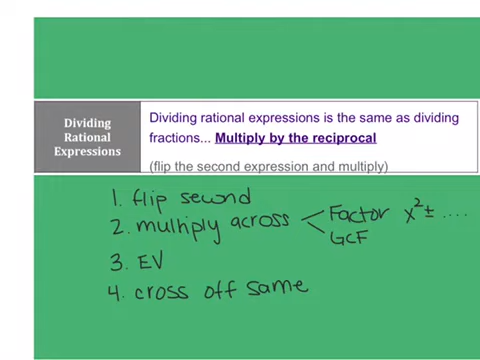 Dividing
Rational
Expressions
Dividing rational expressions is the same as dividing
fractions... Multiply by the reciprocal
(flip the second expression and multiply)
1. flip second
2. multiply across < Factor x² ± ....
GCF
3. EV
4. cross off same